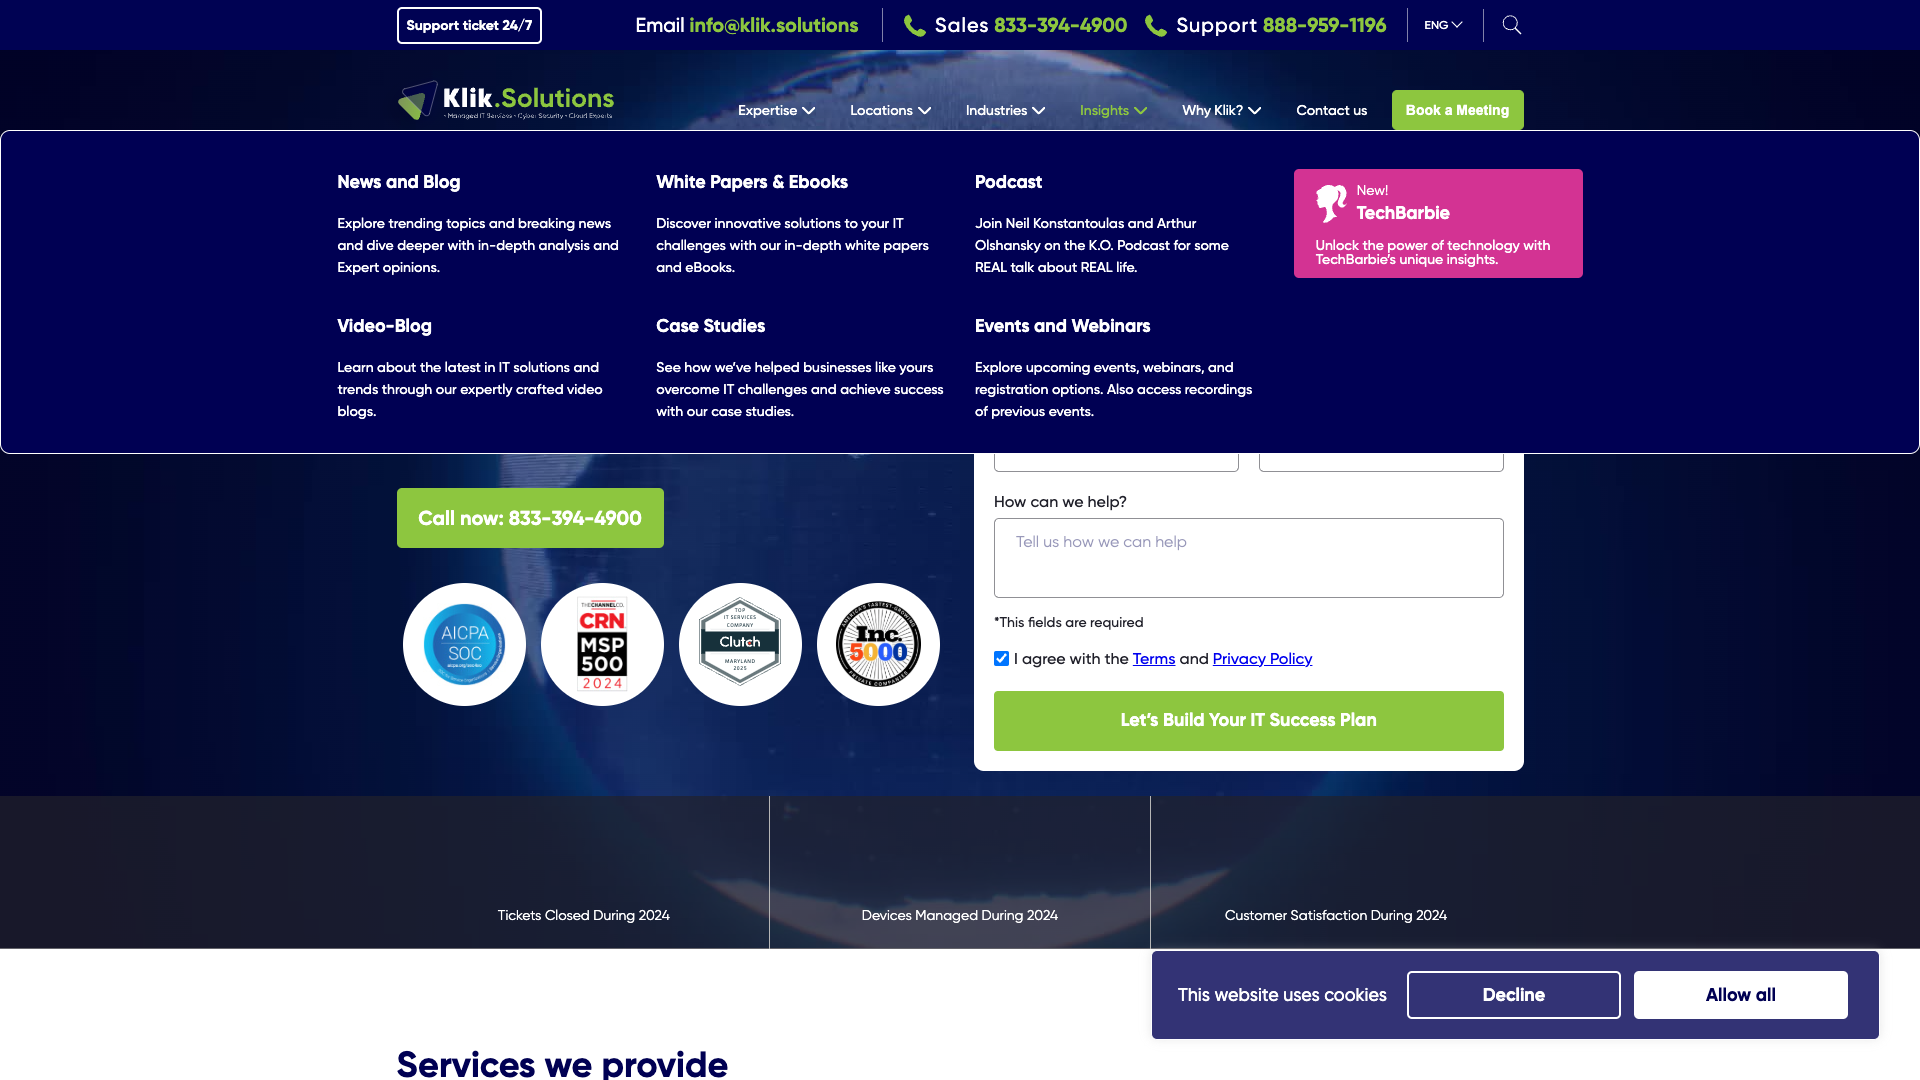 Support ticket 24/7
Email info@klik.solutions
Sales 833-394-4900
Support 888-959-1196
ENG
Klik.Solutions
• Managed IT Services • Cyber Security • Cloud Experts
Expertise
Locations
Industries
Insights
Why Klik?
Contact us
Book a Meeting
News and Blog
Explore trending topics and breaking news
and dive deeper with in-depth analysis and
Expert opinions.
White Papers & Ebooks
Discover innovative solutions to your IT
challenges with our in-depth white papers
and eBooks.
Podcast
Join Neil Konstantoulas and Arthur
Olshansky on the K.O. Podcast for some
REAL talk about REAL life.
New!
TechBarbie
Unlock the power of technology with
TechBarbie's unique insights.
Video-Blog
Learn about the latest in IT solutions and
trends through our expertly crafted video
blogs.
Case Studies
See how we've helped businesses like yours
overcome IT challenges and achieve success
with our case studies.
Events and Webinars
Explore upcoming events, webinars, and
registration options. Also access recordings
of previous events.
Call now: 833-394-4900
AICPA
SOC
THE CHANNEL CO.
CRN
MSP
500
2024
TOP
IT SERVICES
COMPANY
Clutch
MARYLAND
2025
AMERICA'S FASTEST-GROWING
Inc.
5000
PRIVATE COMPANIES
How can we help?
Tell us how we can help
*This fields are required
I agree with the Terms and Privacy Policy
Let's Build Your IT Success Plan
Tickets Closed During 2024
Devices Managed During 2024
Customer Satisfaction During 2024
This website uses cookies
Decline
Allow all
Services we provide